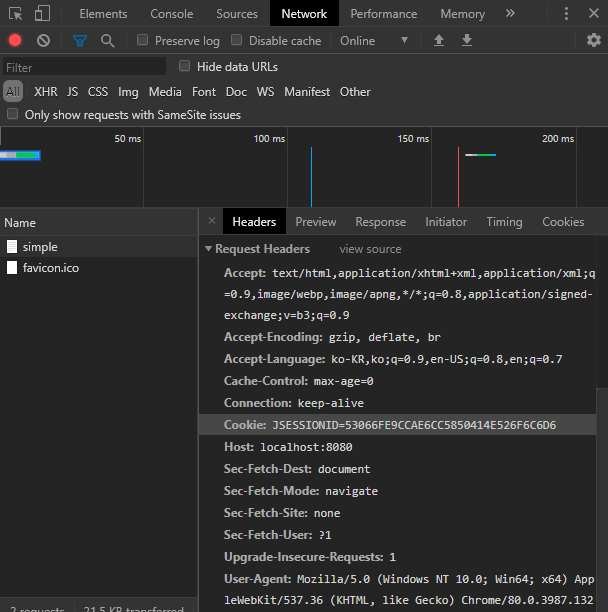 Elements Console Sources Network Performance Memory »
Preserve log Disable cache Online
Filter Hide data URLs
All XHR JS CSS Img Media Font Doc WS Manifest Other
Only show requests with SameSite issues
50 ms 100 ms 150 ms 200 ms
Name
simple
favicon.ico
× Headers Preview Response Initiator Timing Cookies
Request Headers view source
Accept: text/html,application/xhtml+xml,application/xml;q
=0.9,image/webp,image/apng,*/*;q=0.8,application/signed-
exchange;v=b3;q=0.9
Accept-Encoding: gzip, deflate, br
Accept-Language: ko-KR,ko;q=0.9,en-US;q=0.8,en;q=0.7
Cache-Control: max-age=0
Connection: keep-alive
Cookie: JSESSIONID=53066FE9CCAE6CC5850414E526F6C6D6
Host: localhost:8080
Sec-Fetch-Dest: document
Sec-Fetch-Mode: navigate
Sec-Fetch-Site: none
Sec-Fetch-User: ?1
Upgrade-Insecure-Requests: 1
User-Agent: Mozilla/5.0 (Windows NT 10.0; Win64; x64) App
leWebKit/537.36 (KHTML, like Gecko) Chrome/80.0.3987.132
2 requests 21.5 KB transferred